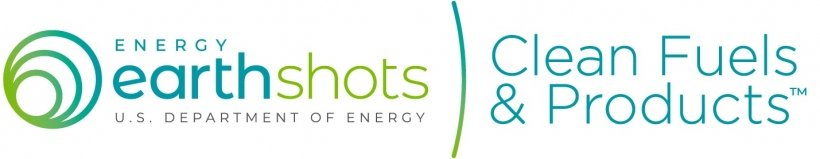 ENERGY
earthshots
U.S. DEPARTMENT OF ENERGY
Clean Fuels
& Products™